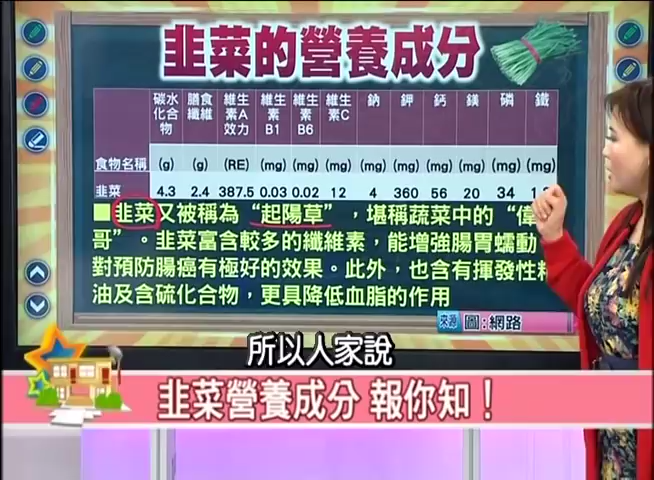 韭菜的營養成分
食物名稱 碳水化合物 膳食纖維 維生素A效力 維生素B1 維生素B6 維生素C 鈉 鉀 鈣 鎂 磷 鐵
(g) (g) (RE) (mg) (mg) (mg) (mg) (mg) (mg) (mg) (mg) (mg)
韭菜 4.3 2.4 387.5 0.03 0.02 12 4 360 56 20 34
■韭菜又被稱為“起陽草”，堪稱蔬菜中的“偉
哥”。韭菜富含較多的纖維素，能增強腸胃蠕動
對預防腸癌有極好的效果。此外，也含有揮發性精
油及含硫化合物，更具降低血脂的作用
來源 圖:網路
所以人家說
韭菜營養成分 報你知！